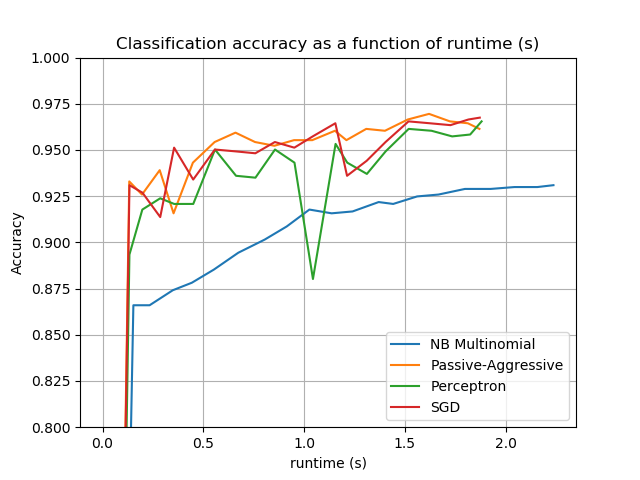 Classification accuracy as a function of runtime (s)
1.000
0.975
0.950
0.925
0.900
0.875
0.850
0.825
0.800
Accuracy
NB Multinomial
Passive-Aggressive
Perceptron
SGD
0.0 0.5 1.0 1.5 2.0
runtime (s)